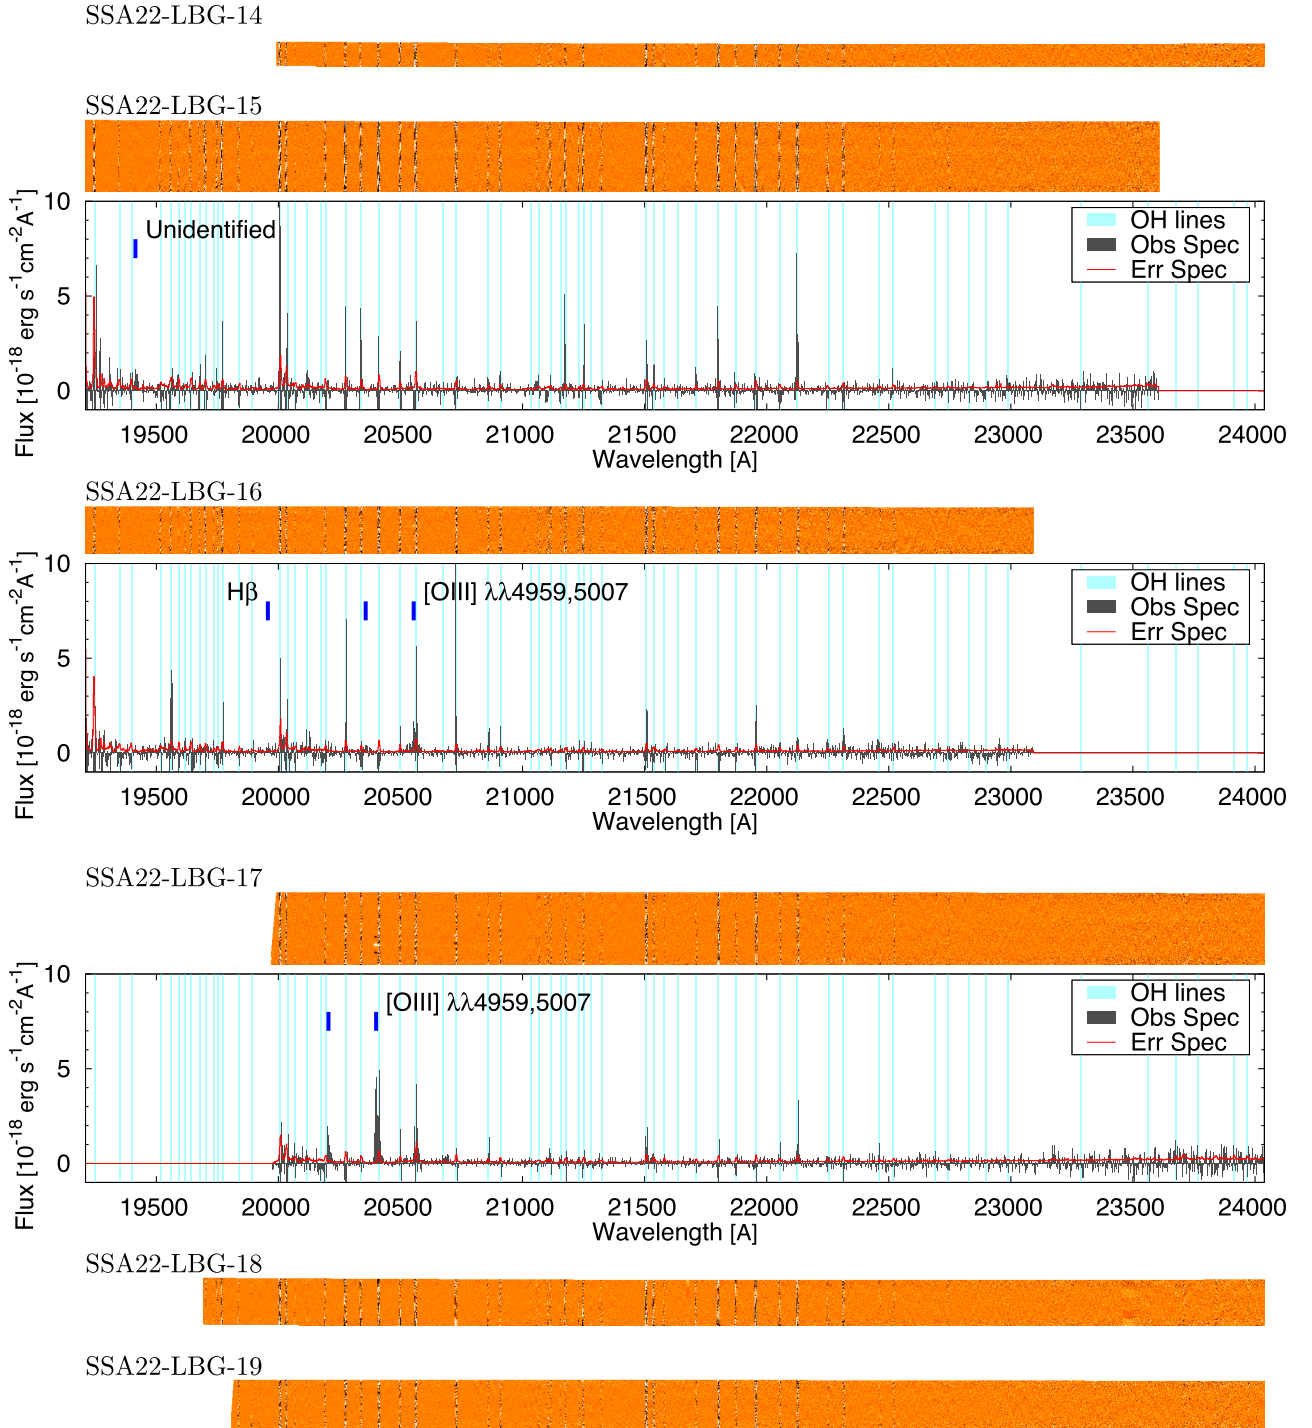 SSA22-LBG-14
SSA22-LBG-15
Flux [10⁻¹⁸ erg s⁻¹cm⁻²A⁻¹]
10
5
0
Unidentified
OH lines
Obs Spec
Err Spec
19500 20000 20500 21000 21500 22000 22500 23000 23500 24000
Wavelength [A]
SSA22-LBG-16
Flux [10⁻¹⁸ erg s⁻¹cm⁻²A⁻¹]
10
5
0
Hβ
[OIII] λλ4959,5007
OH lines
Obs Spec
Err Spec
19500 20000 20500 21000 21500 22000 22500 23000 23500 24000
Wavelength [A]
SSA22-LBG-17
Flux [10⁻¹⁸ erg s⁻¹cm⁻²A⁻¹]
10
5
0
[OIII] λλ4959,5007
OH lines
Obs Spec
Err Spec
19500 20000 20500 21000 21500 22000 22500 23000 23500 24000
Wavelength [A]
SSA22-LBG-18
SSA22-LBG-19